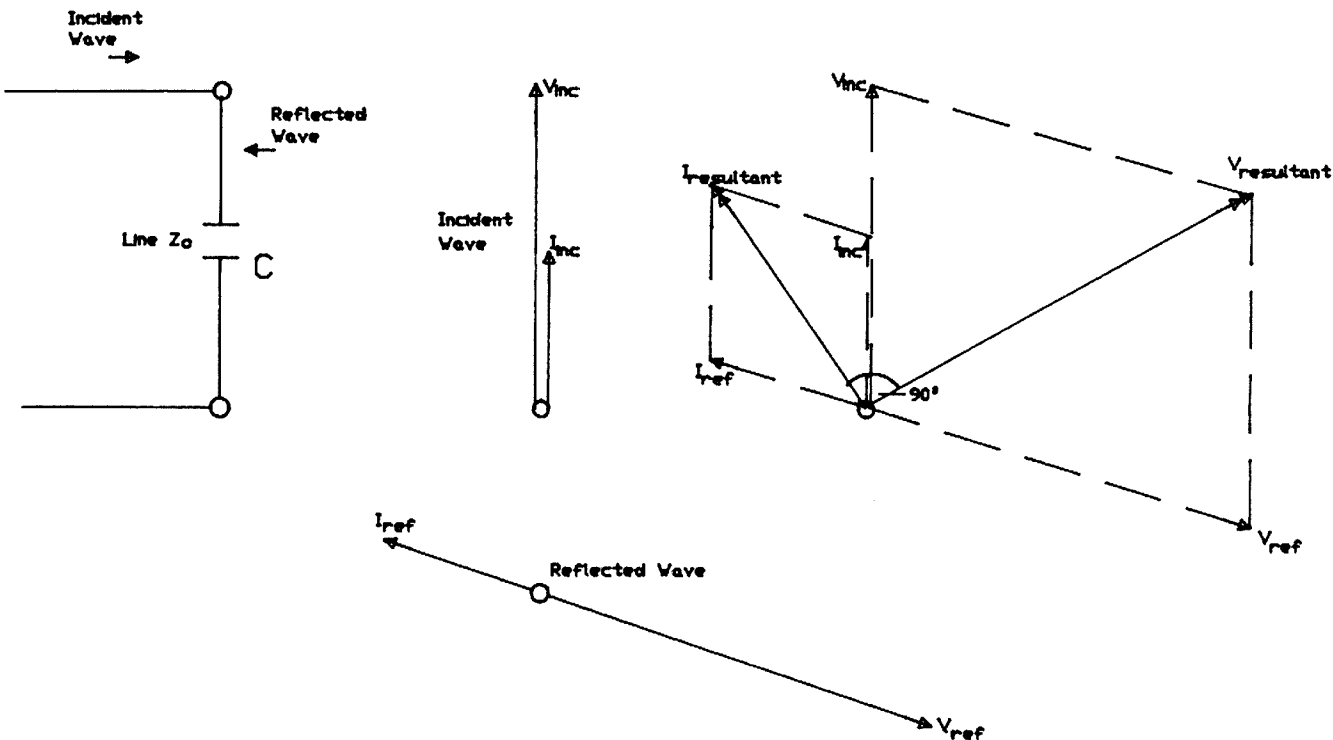 Incident
Wave
Reflected
Wave
Line Zo
C
Vinc
Incident
Wave
Iinc
Vinc
Iresultant
Vresultant
Iinc
Iref
90°
Vref
Iref
Reflected Wave
Vref